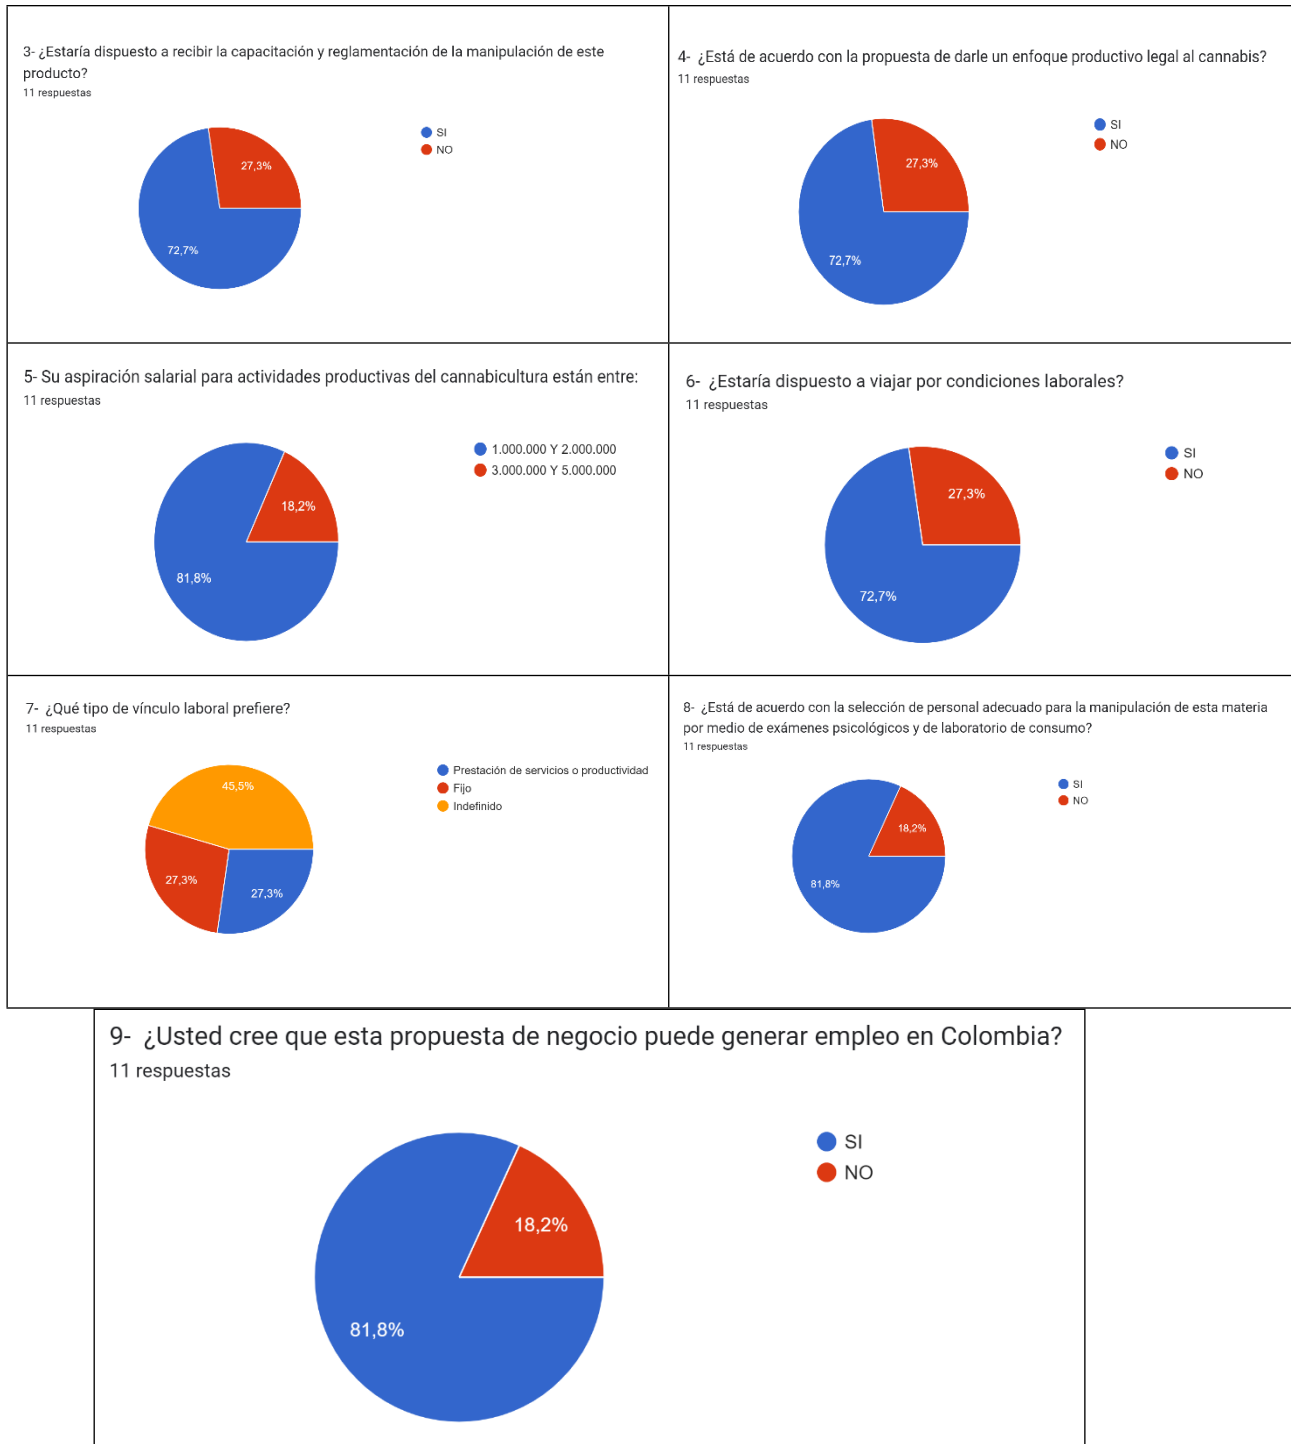 3- ¿Estaría dispuesto a recibir la capacitación y reglamentación de la manipulación de este
producto?
11 respuestas
SI
NO
27,3%
72,7%
4- ¿Está de acuerdo con la propuesta de darle un enfoque productivo legal al cannabis?
11 respuestas
SI
NO
27,3%
72,7%
5- Su aspiración salarial para actividades productivas del cannabicultura están entre:
11 respuestas
1.000.000 Y 2.000.000
3.000.000 Y 5.000.000
18,2%
81,8%
6- ¿Estaría dispuesto a viajar por condiciones laborales?
11 respuestas
SI
NO
27,3%
72,7%
7- ¿Qué tipo de vínculo laboral prefiere?
11 respuestas
Prestación de servicios o productividad
Fijo
Indefinido
45,5%
27,3%
27,3%
8- ¿Está de acuerdo con la selección de personal adecuado para la manipulación de esta materia
por medio de exámenes psicológicos y de laboratorio de consumo?
11 respuestas
SI
NO
18,2%
81,8%
9- ¿Usted cree que esta propuesta de negocio puede generar empleo en Colombia?
11 respuestas
SI
NO
18,2%
81,8%